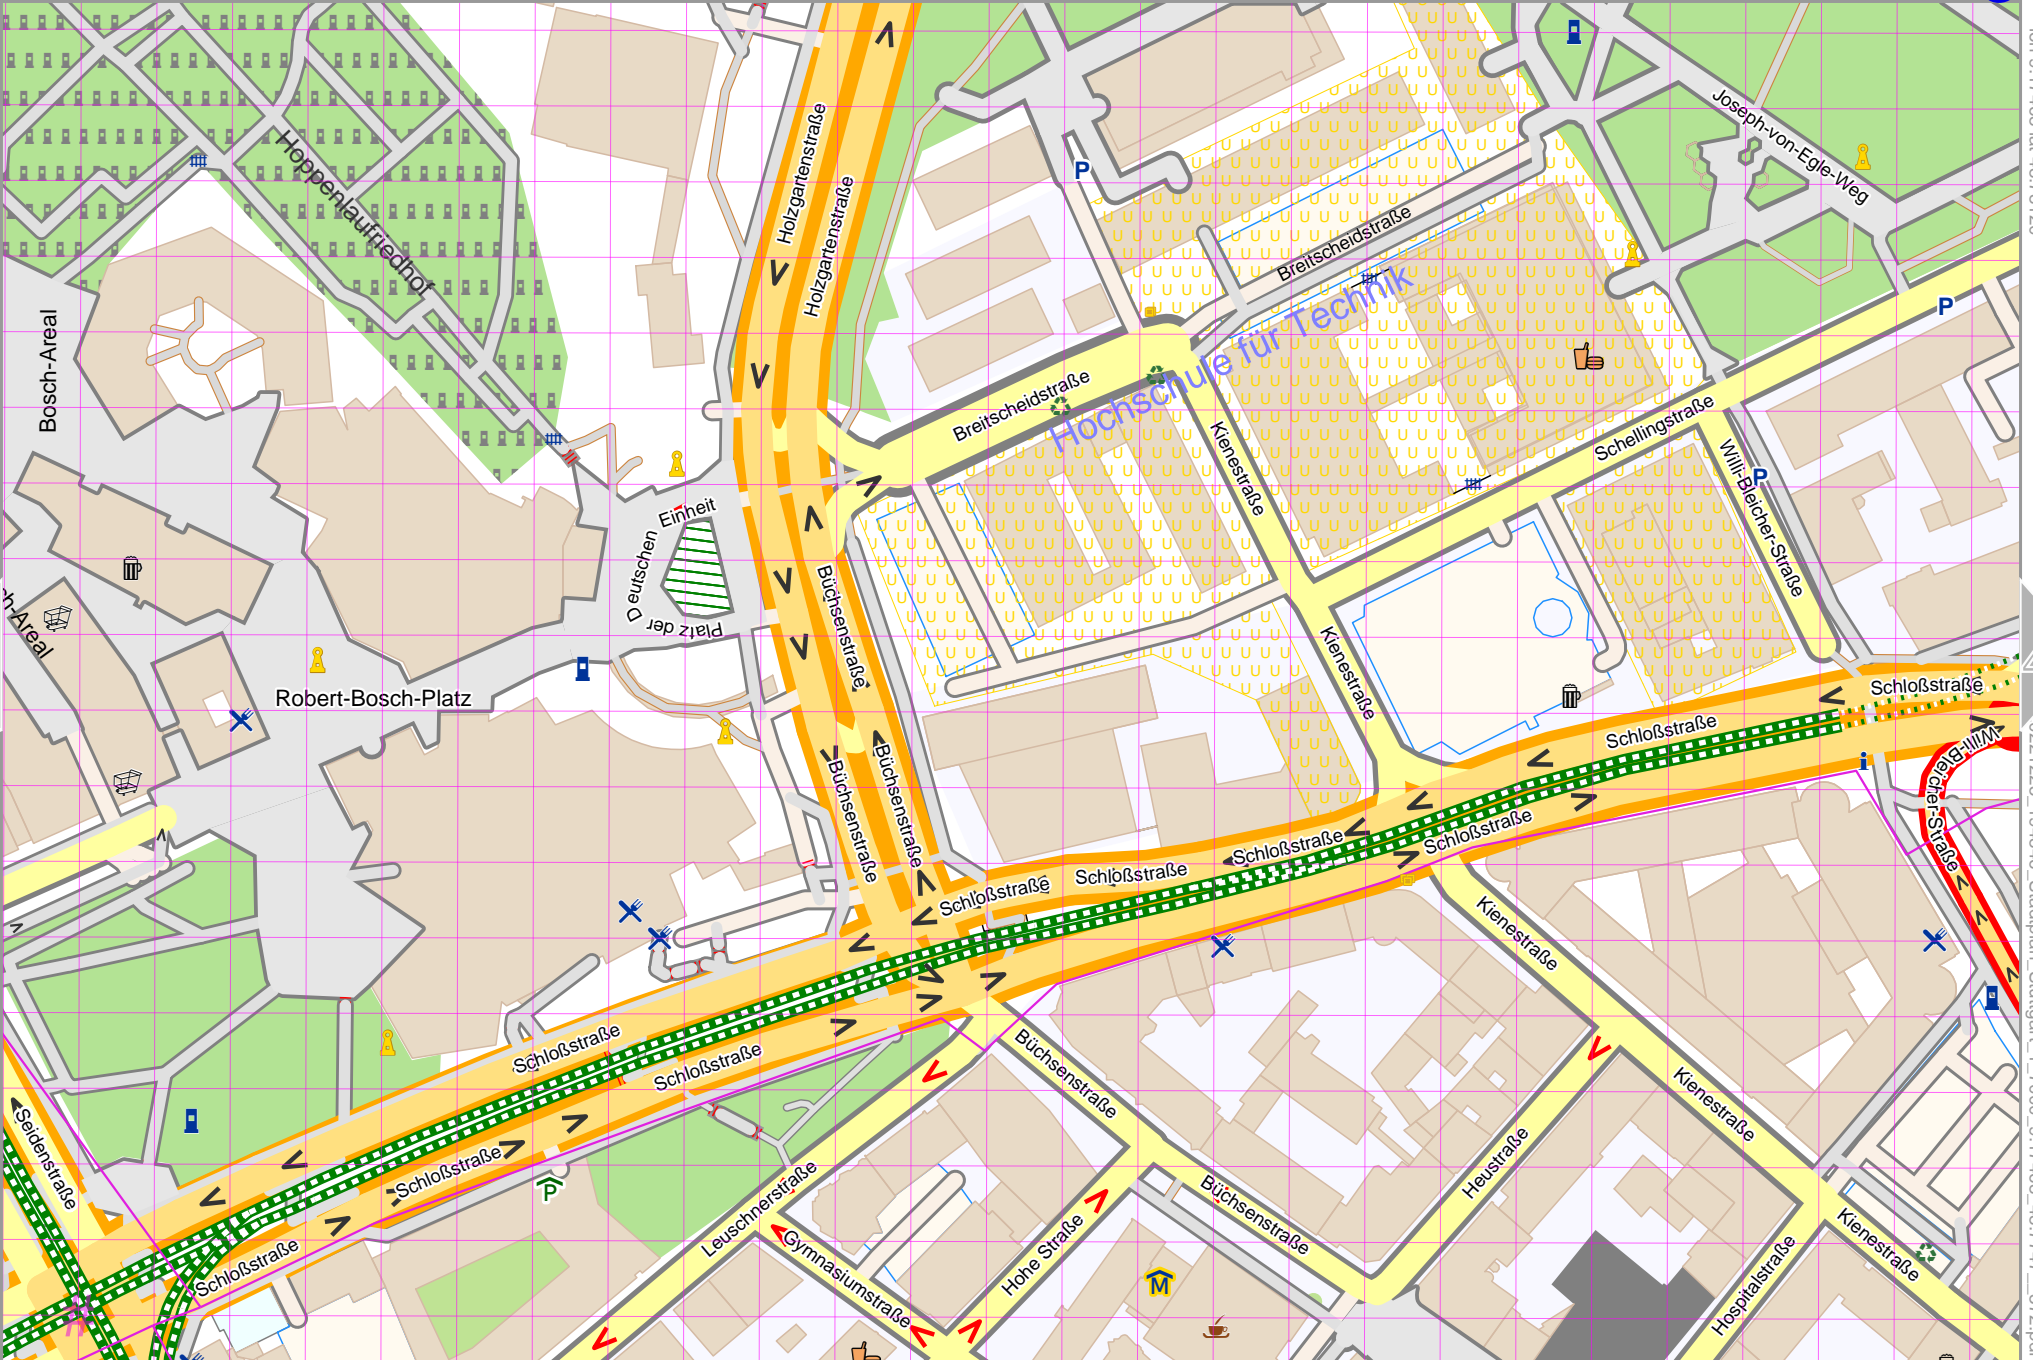 Joseph-von-Egle-Weg
Hoppenlaufriedhof
Holzgartenstraße
Holzgartenstraße
P
Breitscheidstraße
Hochschule für Technik
P
Bosch-Areal
Breitscheidstraße
Kienestraße
Schellingstraße
Willi-Bleicher-Straße
P
Platz der Deutschen Einheit
Büchsenstraße
Kienestraße
h-Areal
Robert-Bosch-Platz
Schloßstraße
Schloßstraße
Willi-Bleicher-Straße
i
Büchsenstraße
Büchsenstraße
Schloßstraße
Schloßstraße
Schloßstraße
Schloßstraße
Kienestraße
Schloßstraße
Schloßstraße
Büchsenstraße
Kienestraße
Seidenstraße
Schloßstraße
P
Leuschnerstraße
Büchsenstraße
Heustraße
Schloßstraße
Gymnasiumstraße
Hohe Straße
M
Hospitalstraße
Kienestraße